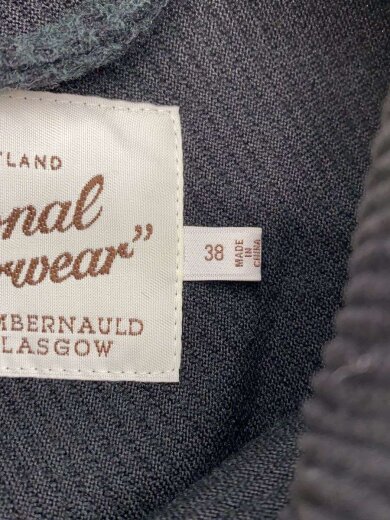 TLAND
onal
rwear”
MBERNAULD
LASGOW
38
MADE
IN
CHINA